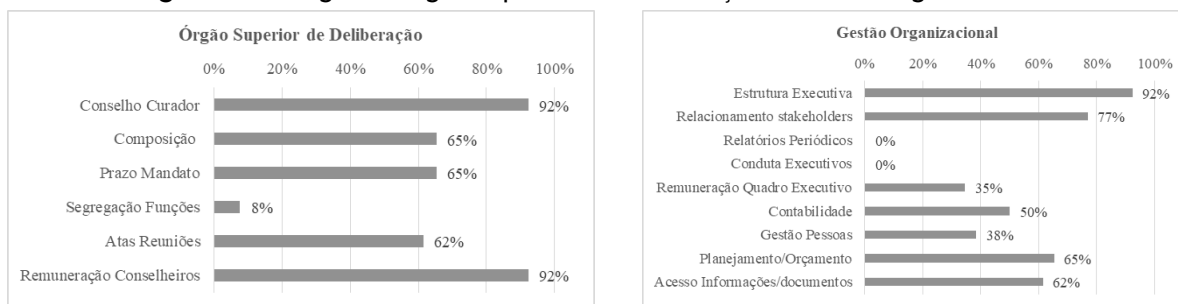 Órgão Superior de Deliberação
0% 20% 40% 60% 80% 100%
Conselho Curador 92%
Composição 65%
Prazo Mandato 65%
Segregação Funções 8%
Atas Reuniões 62%
Remuneração Conselheiros 92%
Gestão Organizacional
0% 20% 40% 60% 80% 100%
Estrutura Executiva 92%
Relacionamento stakeholders 77%
Relatórios Periódicos 0%
Conduta Executivos 0%
Remuneração Quadro Executivo 35%
Contabilidade 50%
Gestão Pessoas 38%
Planejamento/Orçamento 65%
Acesso Informações/documentos 62%